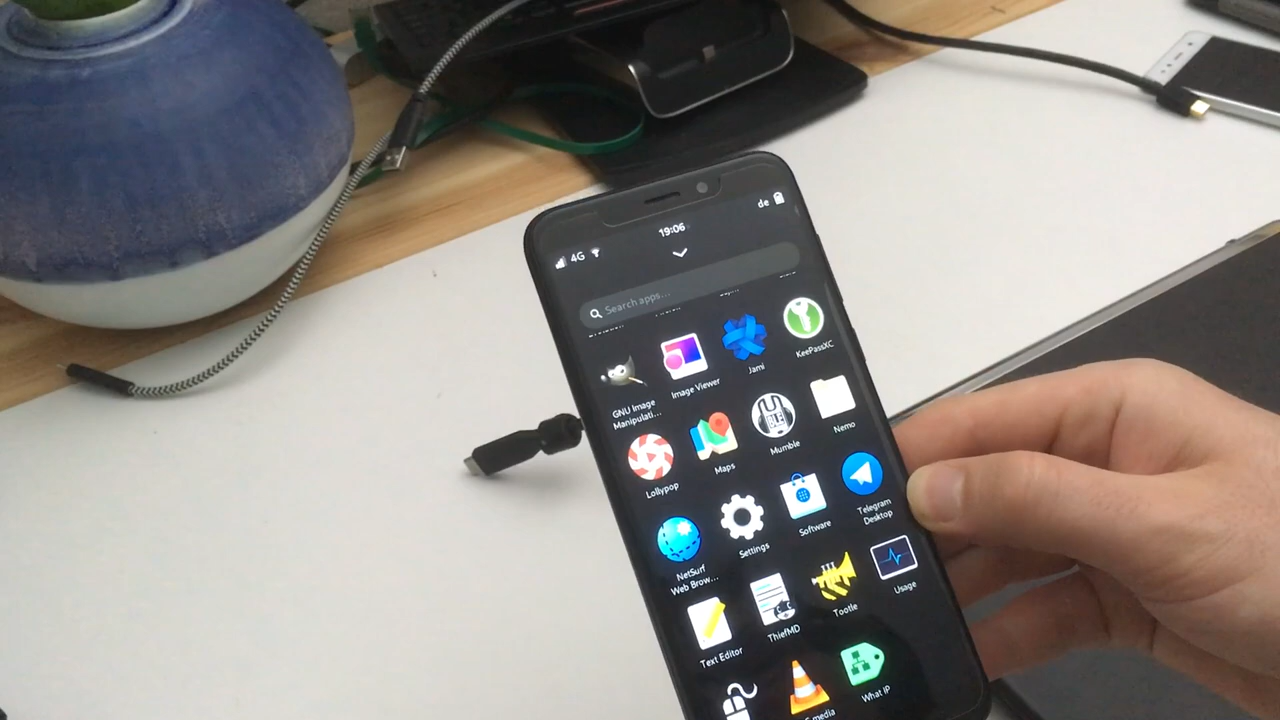 de
19:06
4G
Search apps...
GNU Image
Manipulati...
Image Viewer
Jami
KeePassXC
Lollypop
Maps
Mumble
Nemo
NetSurf
Web Brow...
Settings
Software
Telegram
Desktop
Text Editor
ThiefMD
Tootle
Usage
media
What IP